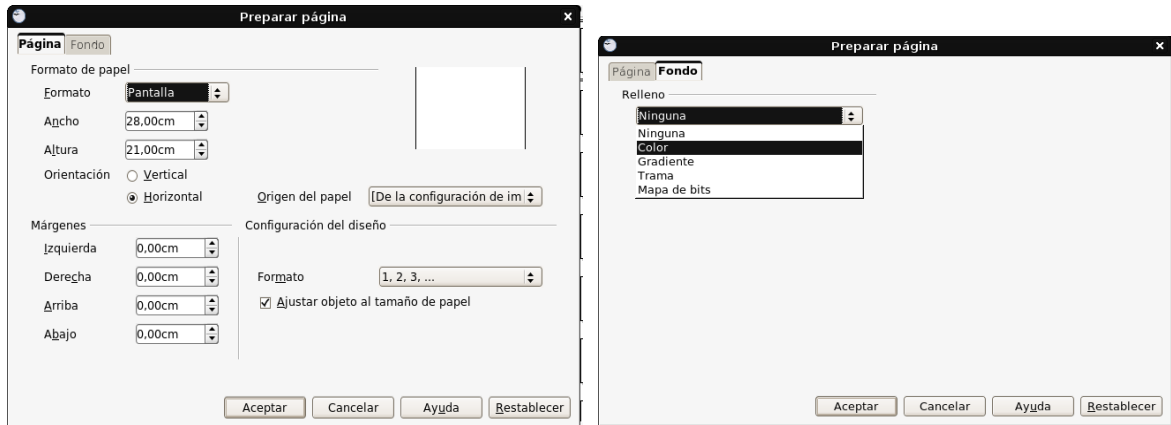 Preparar página
Página Fondo
Formato de papel
Formato Pantalla
Ancho 28,00cm
Altura 21,00cm
Orientación Vertical
Horizontal Origen del papel [De la configuración de im
Márgenes Configuración del diseño
Izquierda 0,00cm
Derecha 0,00cm Formato 1, 2, 3, ...
Arriba 0,00cm Ajustar objeto al tamaño de papel
Abajo 0,00cm
Aceptar Cancelar Ayuda Restablecer
Preparar página
Página Fondo
Relleno
Ninguna
Ninguna
Color
Gradiente
Trama
Mapa de bits
Aceptar Cancelar Ayuda Restablecer